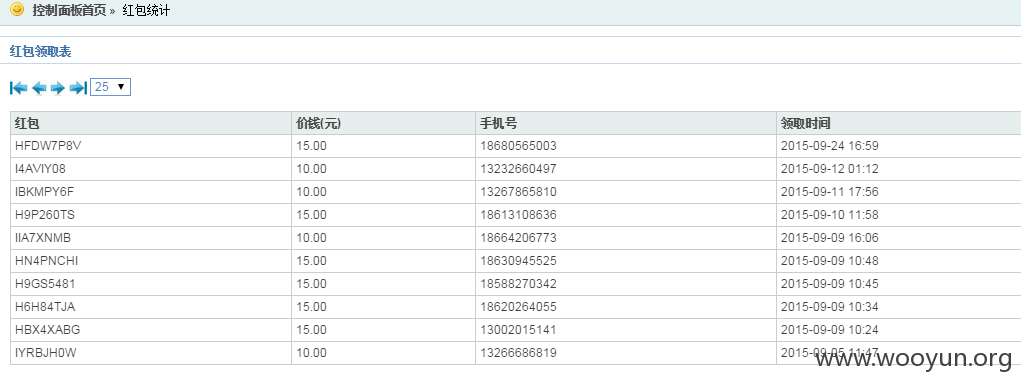 控制面板首页 » 红包统计
红包领取表
25
红包 价钱(元) 手机号 领取时间
HFDW7P8V 15.00 18680565003 2015-09-24 16:59
I4AVIY08 10.00 13232660497 2015-09-12 01:12
IBKMPY6F 10.00 13267865810 2015-09-11 17:56
H9P260TS 15.00 18613108636 2015-09-10 11:58
IIA7XNMB 10.00 18664206773 2015-09-09 16:06
HN4PNCHI 15.00 18630945525 2015-09-09 10:48
H9GS5481 15.00 18588270342 2015-09-09 10:45
H6H84TJA 15.00 18620264055 2015-09-09 10:34
HBX4XABG 15.00 13002015141 2015-09-09 10:24
IYRBJH0W 10.00 13266686819 2015-09-05 11:47
www.wooyun.org